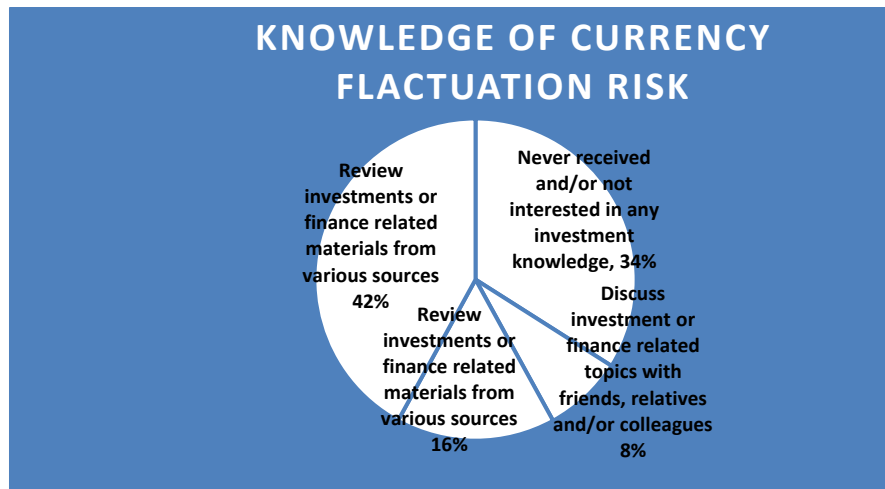 KNOWLEDGE OF CURRENCY
FLACTUATION RISK
Never received
and/or not
interested in any
investment
knowledge, 34%
Discuss
investment or
finance related
topics with
friends, relatives
and/or colleagues
8%
Review
investments or
finance related
materials from
various sources
16%
Review
investments or
finance related
materials from
various sources
42%